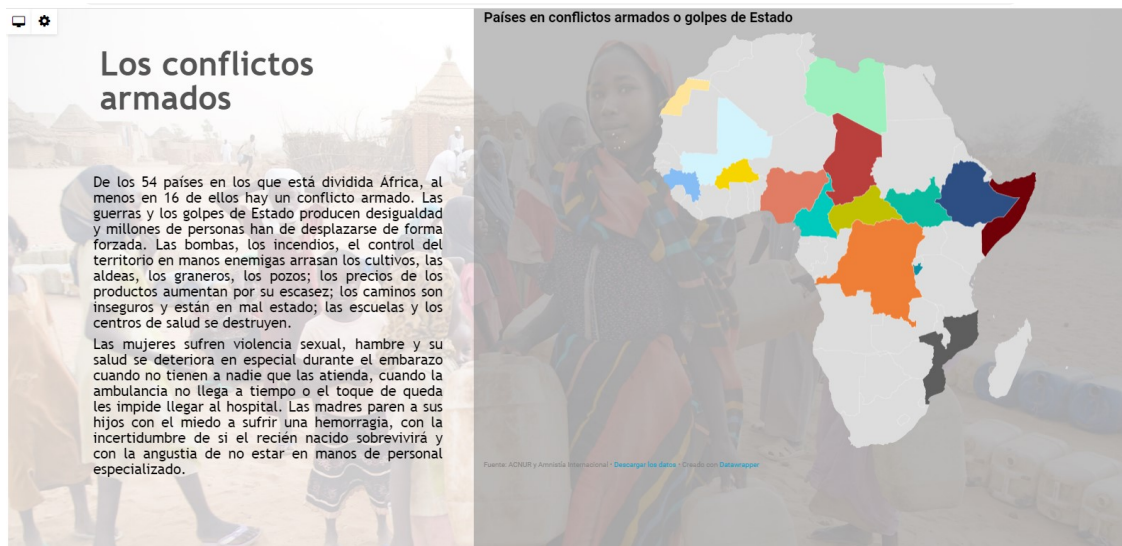 Países en conflictos armados o golpes de Estado
Los conflictos
armados
De los 54 países en los que está dividida África, al
menos en 16 de ellos hay un conflicto armado. Las
guerras y los golpes de Estado producen desigualdad
y millones de personas han de desplazarse de forma
forzada. Las bombas, los incendios, el control del
territorio en manos enemigas arrasan los cultivos, las
aldeas, los graneros, los pozos; los precios de los
productos aumentan por su escasez; los caminos son
inseguros y están en mal estado; las escuelas y los
centros de salud se destruyen.
Las mujeres sufren violencia sexual, hambre y su
salud se deteriora en especial durante el embarazo
cuando no tienen a nadie que las atienda, cuando la
ambulancia no llega a tiempo o el toque de queda
les impide llegar al hospital. Las madres paren a sus
hijos con el miedo a sufrir una hemorragia, con la
incertidumbre de si el recién nacido sobrevivirá y
con la angustia de no estar en manos de personal
especializado.
Fuente: ACNUR y Amnistía Internacional • Descargar los datos • Creado con Datawrapper